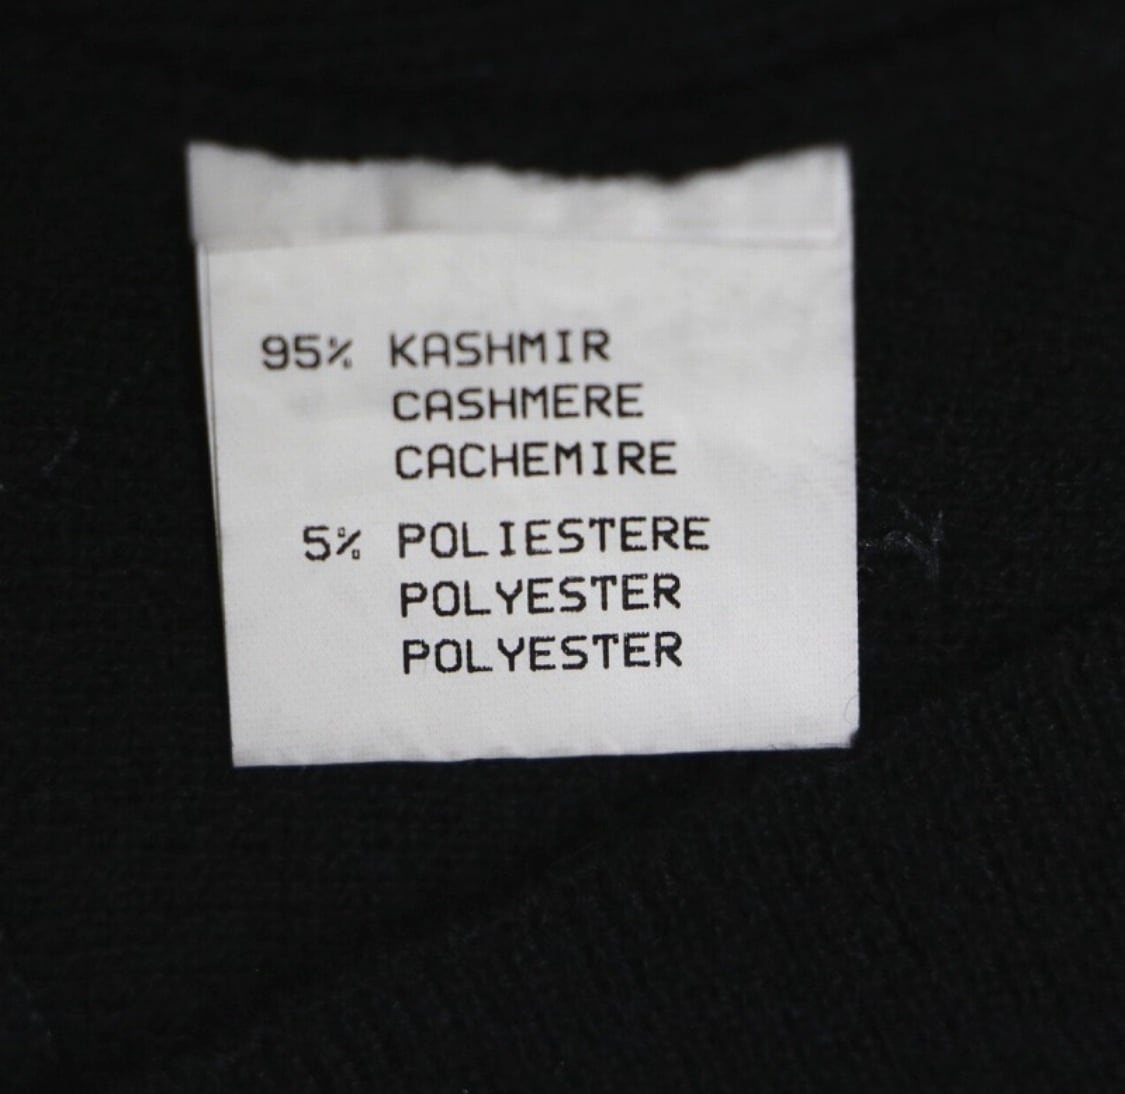 95% KASHMIR
CASHMERE
CACHEMIRE
5% POLIESTERE
POLYESTER
POLYESTER